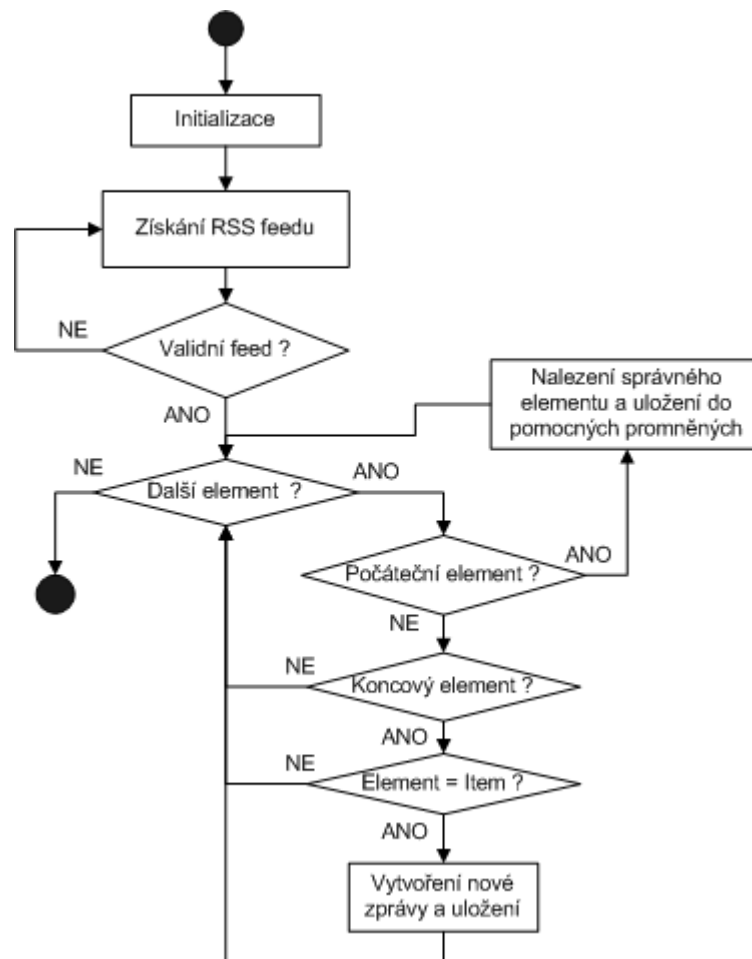 Initializace
Získání RSS feedu
NE
Validní feed ?
ANO
Nalezení správného
elementu a uložení do
pomocných promněných
NE
Další element ?
ANO
Počáteční element ?
ANO
NE
NE
Koncový element ?
ANO
NE
Element = Item ?
ANO
Vytvoření nové
zprávy a uložení